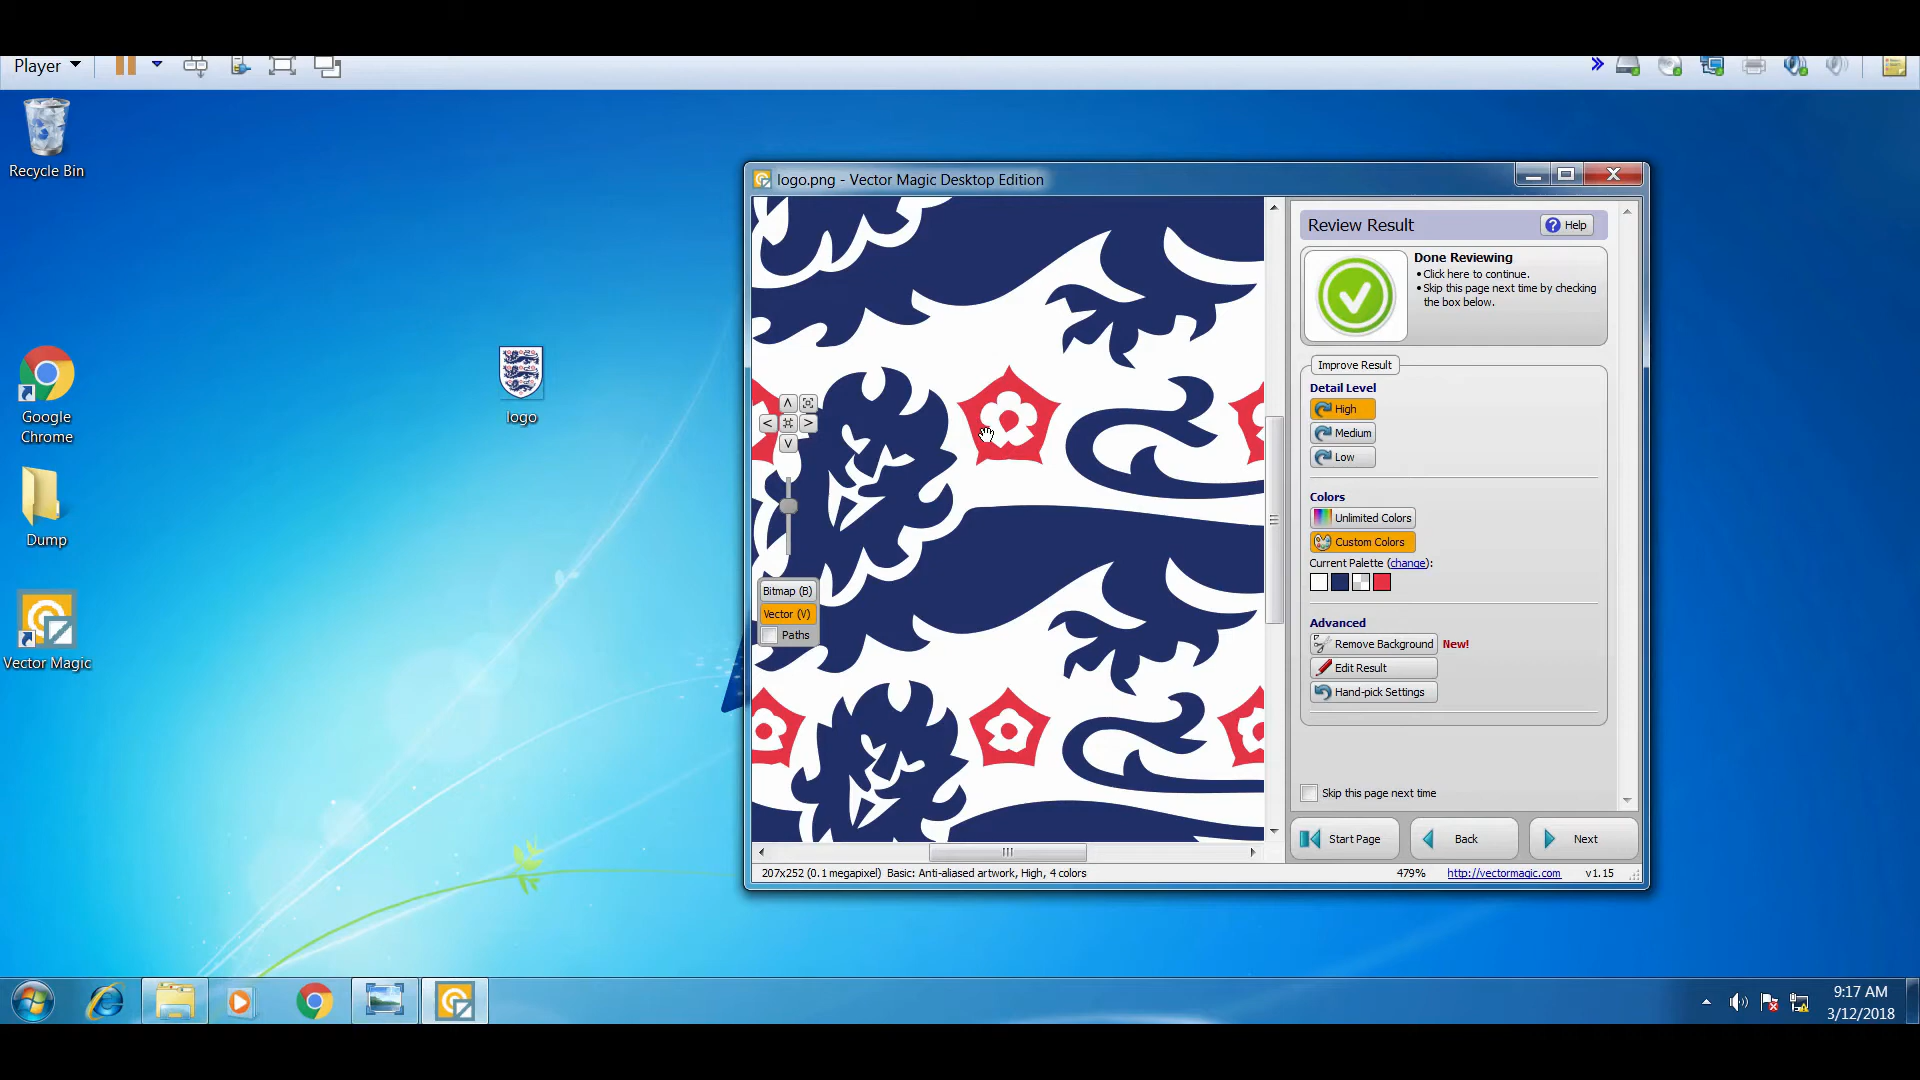 Player
Recycle Bin
Google
Chrome
Dump
Vector Magic
logo
logo.png - Vector Magic Desktop Edition
Bitmap (B)
Vector (V)
Paths
Review Result
Help
Done Reviewing
• Click here to continue.
• Skip this page next time by checking
the box below.
Improve Result
Detail Level
High
Medium
Low
Colors
Unlimited Colors
Custom Colors
Current Palette (change):
Advanced
Remove Background New!
Edit Result
Hand-pick Settings
Skip this page next time
Start Page
Back
Next
207x252 (0.1 megapixel) Basic: Anti-aliased artwork, High, 4 colors
479%
http://vectormagic.com
v1.15
9:17 AM
3/12/2018